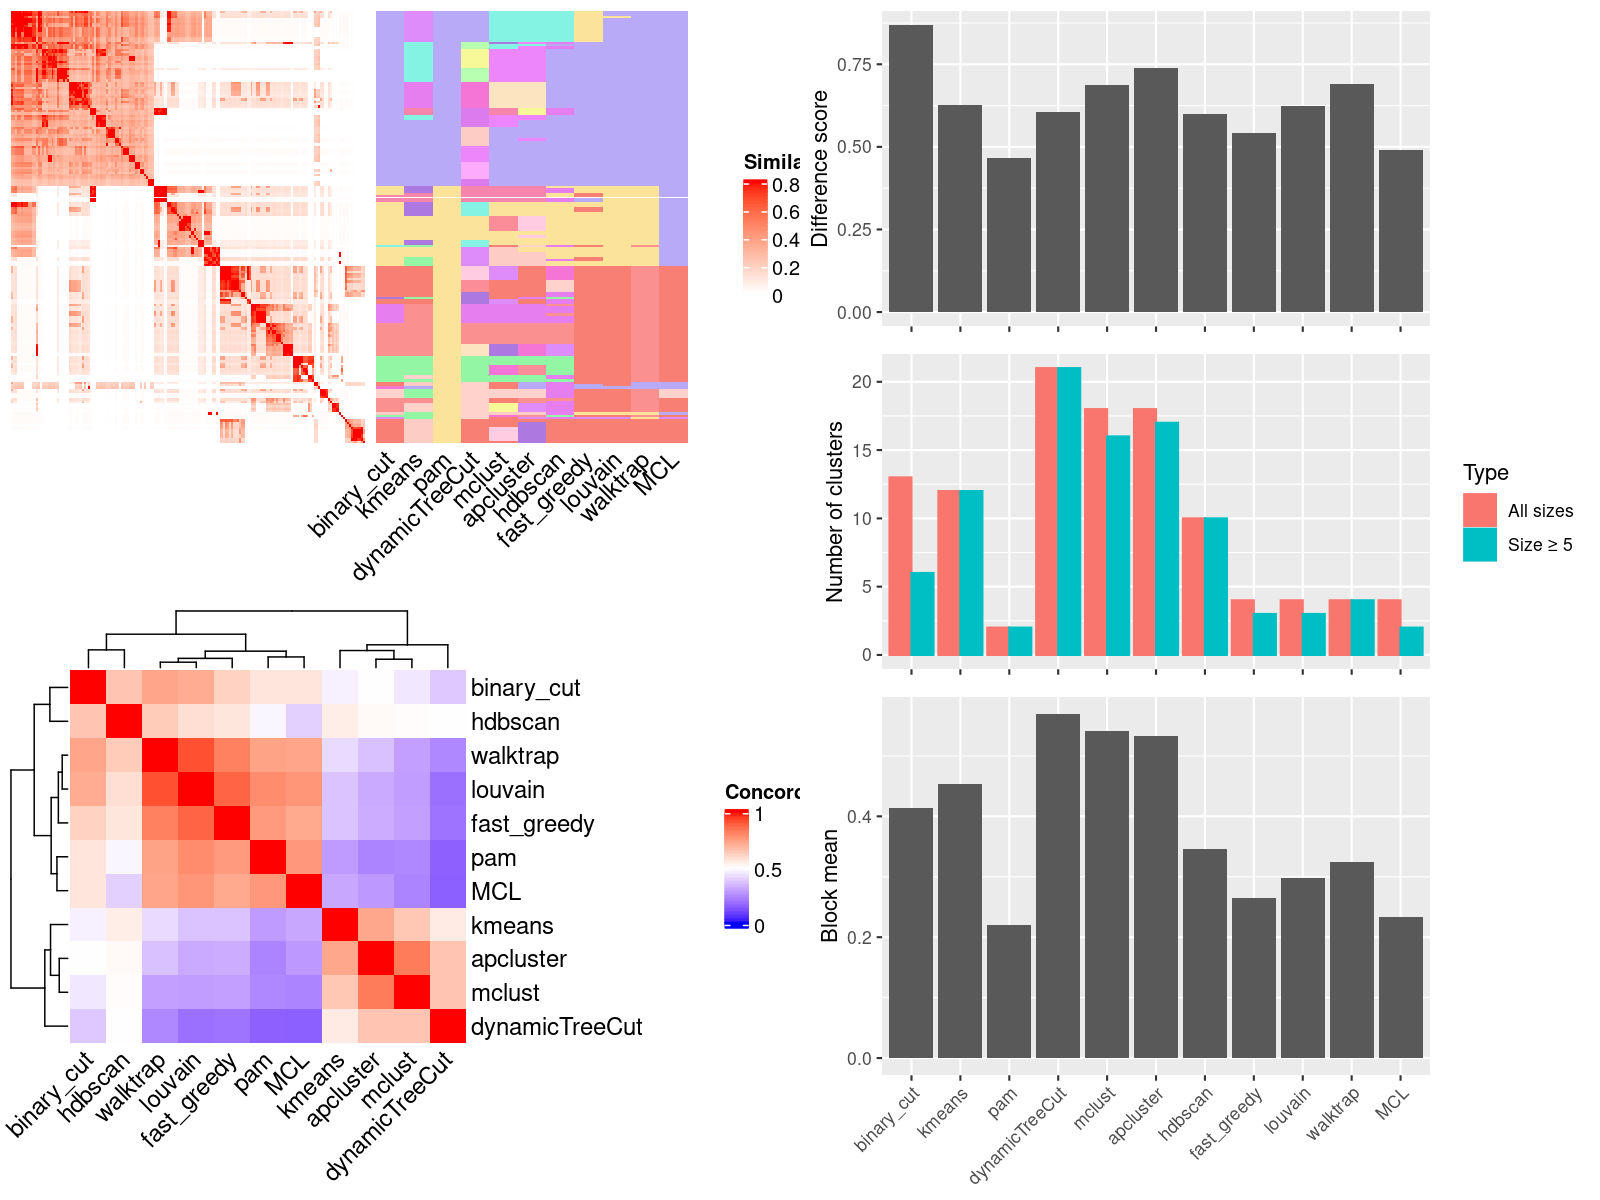 Simila
0.8
0.6
0.4
0.2
0
binary_cut
kmeans
pam
dynamicTreeCut
mclust
apcluster
hdbscan
fast_greedy
louvain
walktrap
MCL
Difference score
0.75
0.50
0.25
0.00
Number of clusters
20
15
10
5
0
Type
All sizes
Size ≥ 5
binary_cut
hdbscan
walktrap
louvain
fast_greedy
pam
MCL
kmeans
apcluster
mclust
dynamicTreeCut
binary_cut
hdbscan
walktrap
louvain
fast_greedy
pam
MCL
kmeans
apcluster
mclust
dynamicTreeCut
Concord
1
0.5
0
Block mean
0.4
0.2
0.0
binary_cut
kmeans
pam
dynamicTreeCut
mclust
apcluster
hdbscan
fast_greedy
louvain
walktrap
MCL